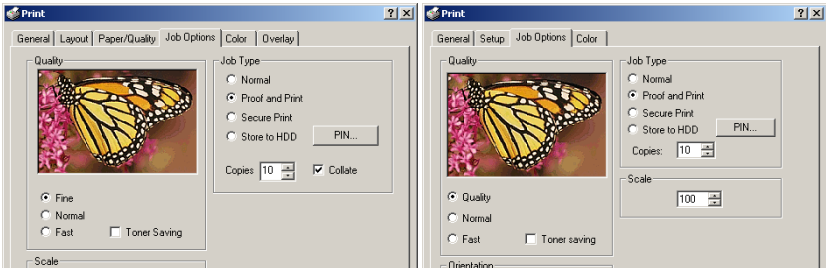 Print
General Layout Paper/Quality Job Options Color Overlay
Quality
Fine
Normal
Fast
Toner Saving
Scale
Job Type
Normal
Proof and Print
Secure Print
Store to HDD PIN...
Copies 10 Collate
Print
General Setup Job Options Color
Quality
Quality
Normal
Fast
Toner saving
Orientation
Job Type
Normal
Proof and Print
Secure Print
Store to HDD PIN...
Copies: 10
Scale
100